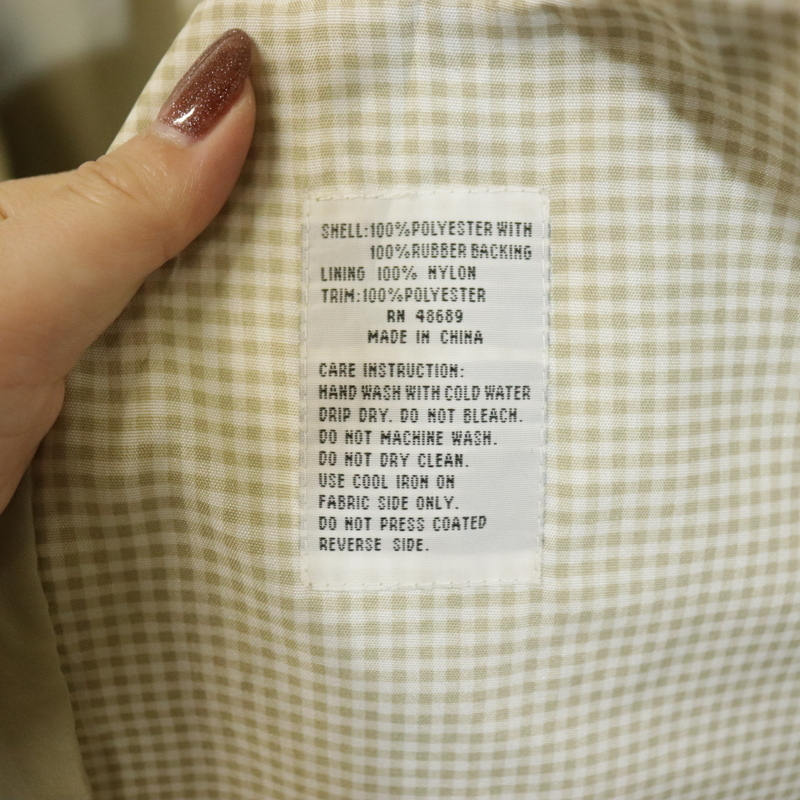 SHELL:100%POLYESTER WITH
100%RUBBER BACKING
LINING 100% NYLON
TRIM:100%POLYESTER
RN 48689
MADE IN CHINA
CARE INSTRUCTION:
HAND WASH WITH COLD WATER
DRIP DRY. DO NOT BLEACH.
DO NOT MACHINE WASH.
DO NOT DRY CLEAN.
USE COOL IRON ON
FABRIC SIDE ONLY.
DO NOT PRESS COATED
REVERSE SIDE.